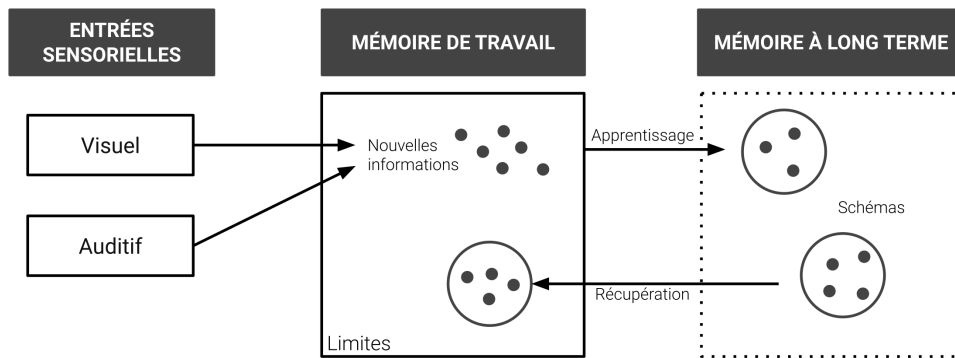 ENTRÉES
SENSORIELLES
MÉMOIRE DE TRAVAIL
MÉMOIRE À LONG TERME
Visuel
Auditif
Nouvelles
informations
Limites
Apprentissage
Récupération
Schémas